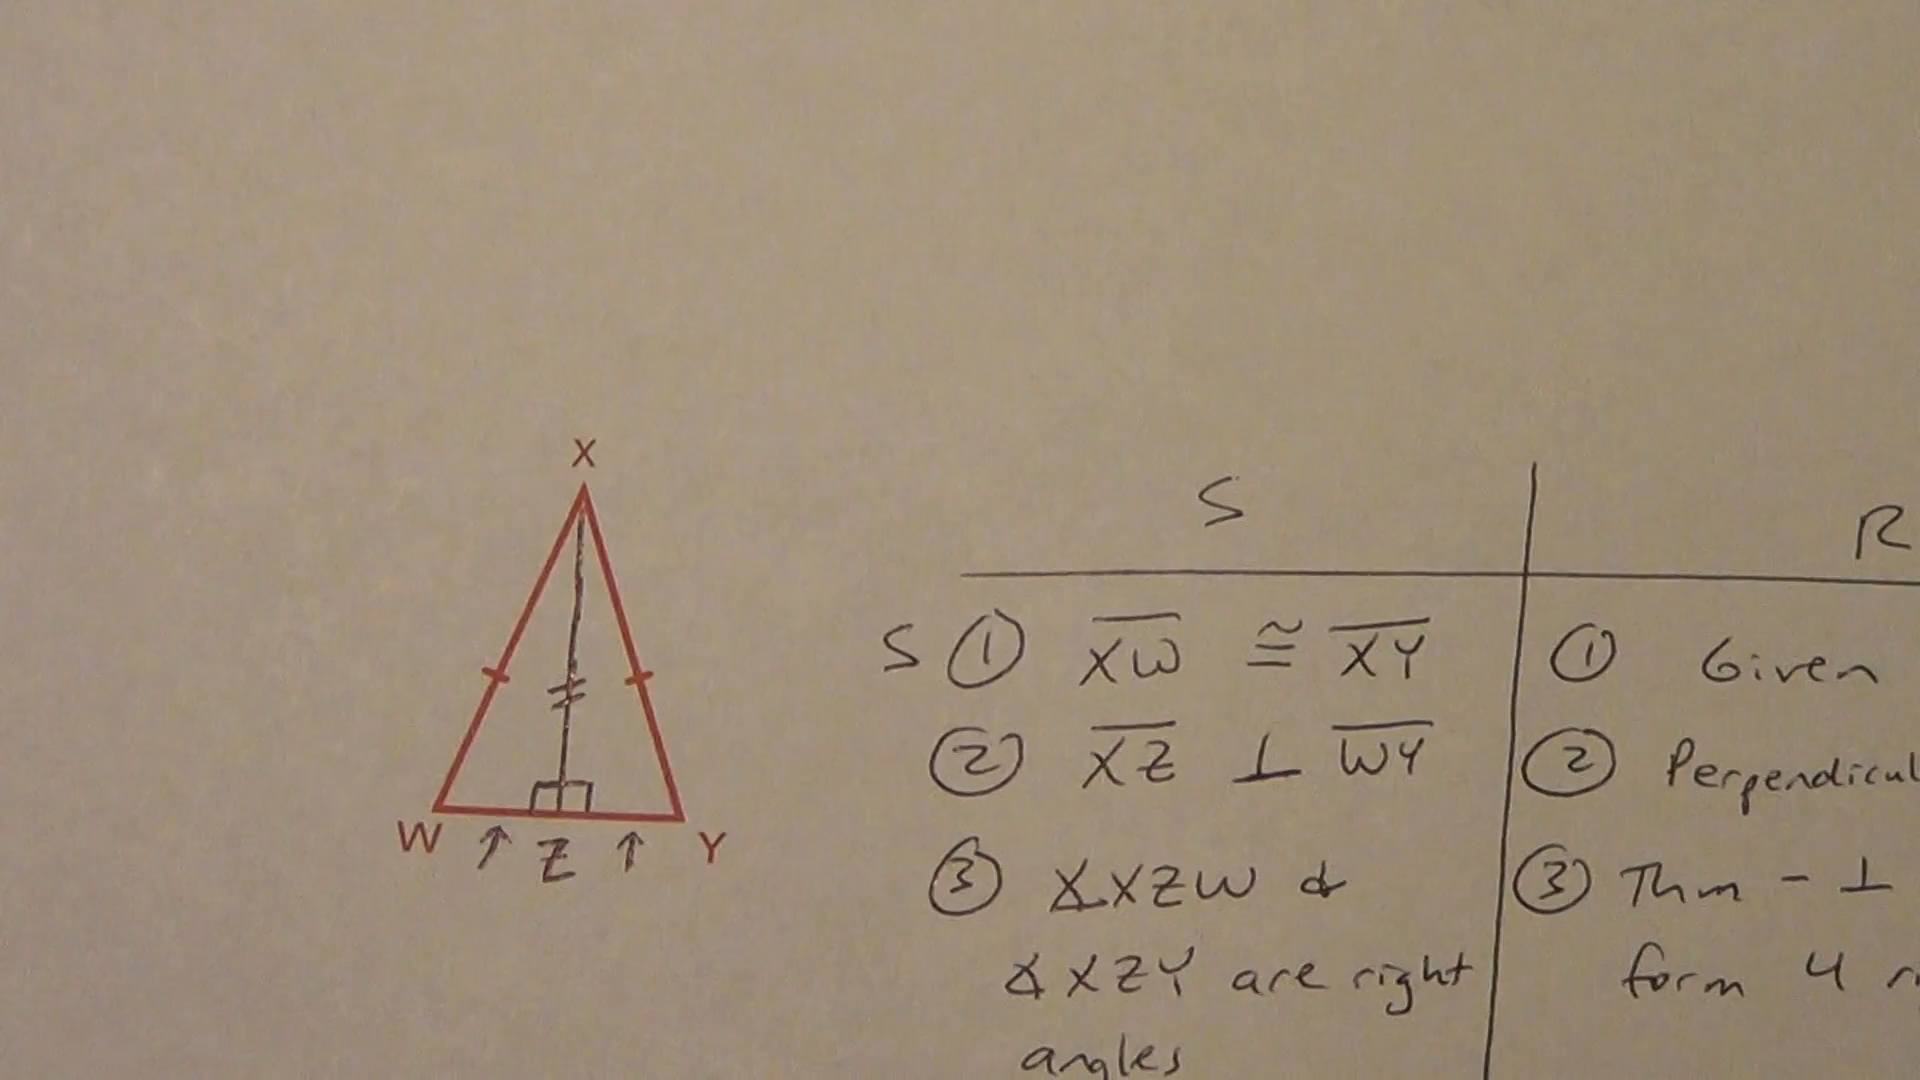 X
W ↑ Z ↑ Y
S R
S ① XW ≅ XY ① Given
② XZ ⊥ WY ② Perpendicul
③ ∡XZW & ③ Thm - ⊥
∡XZY are right form 4
angles